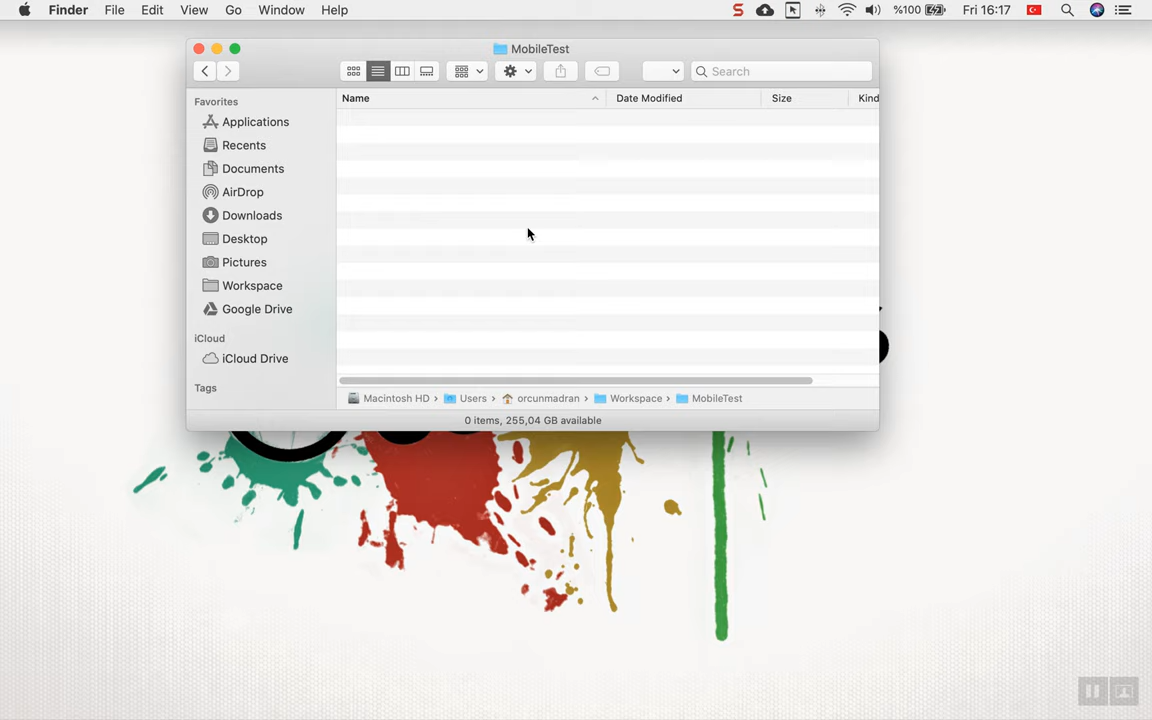 Finder File Edit View Go Window Help %100 Fri 16:17
MobileTest
Search
Favorites
Applications
Recents
Documents
AirDrop
Downloads
Desktop
Pictures
Workspace
Google Drive
iCloud
iCloud Drive
Tags
Name Date Modified Size Kind
Macintosh HD › Users › orcunmadran › Workspace › MobileTest
0 items, 255,04 GB available